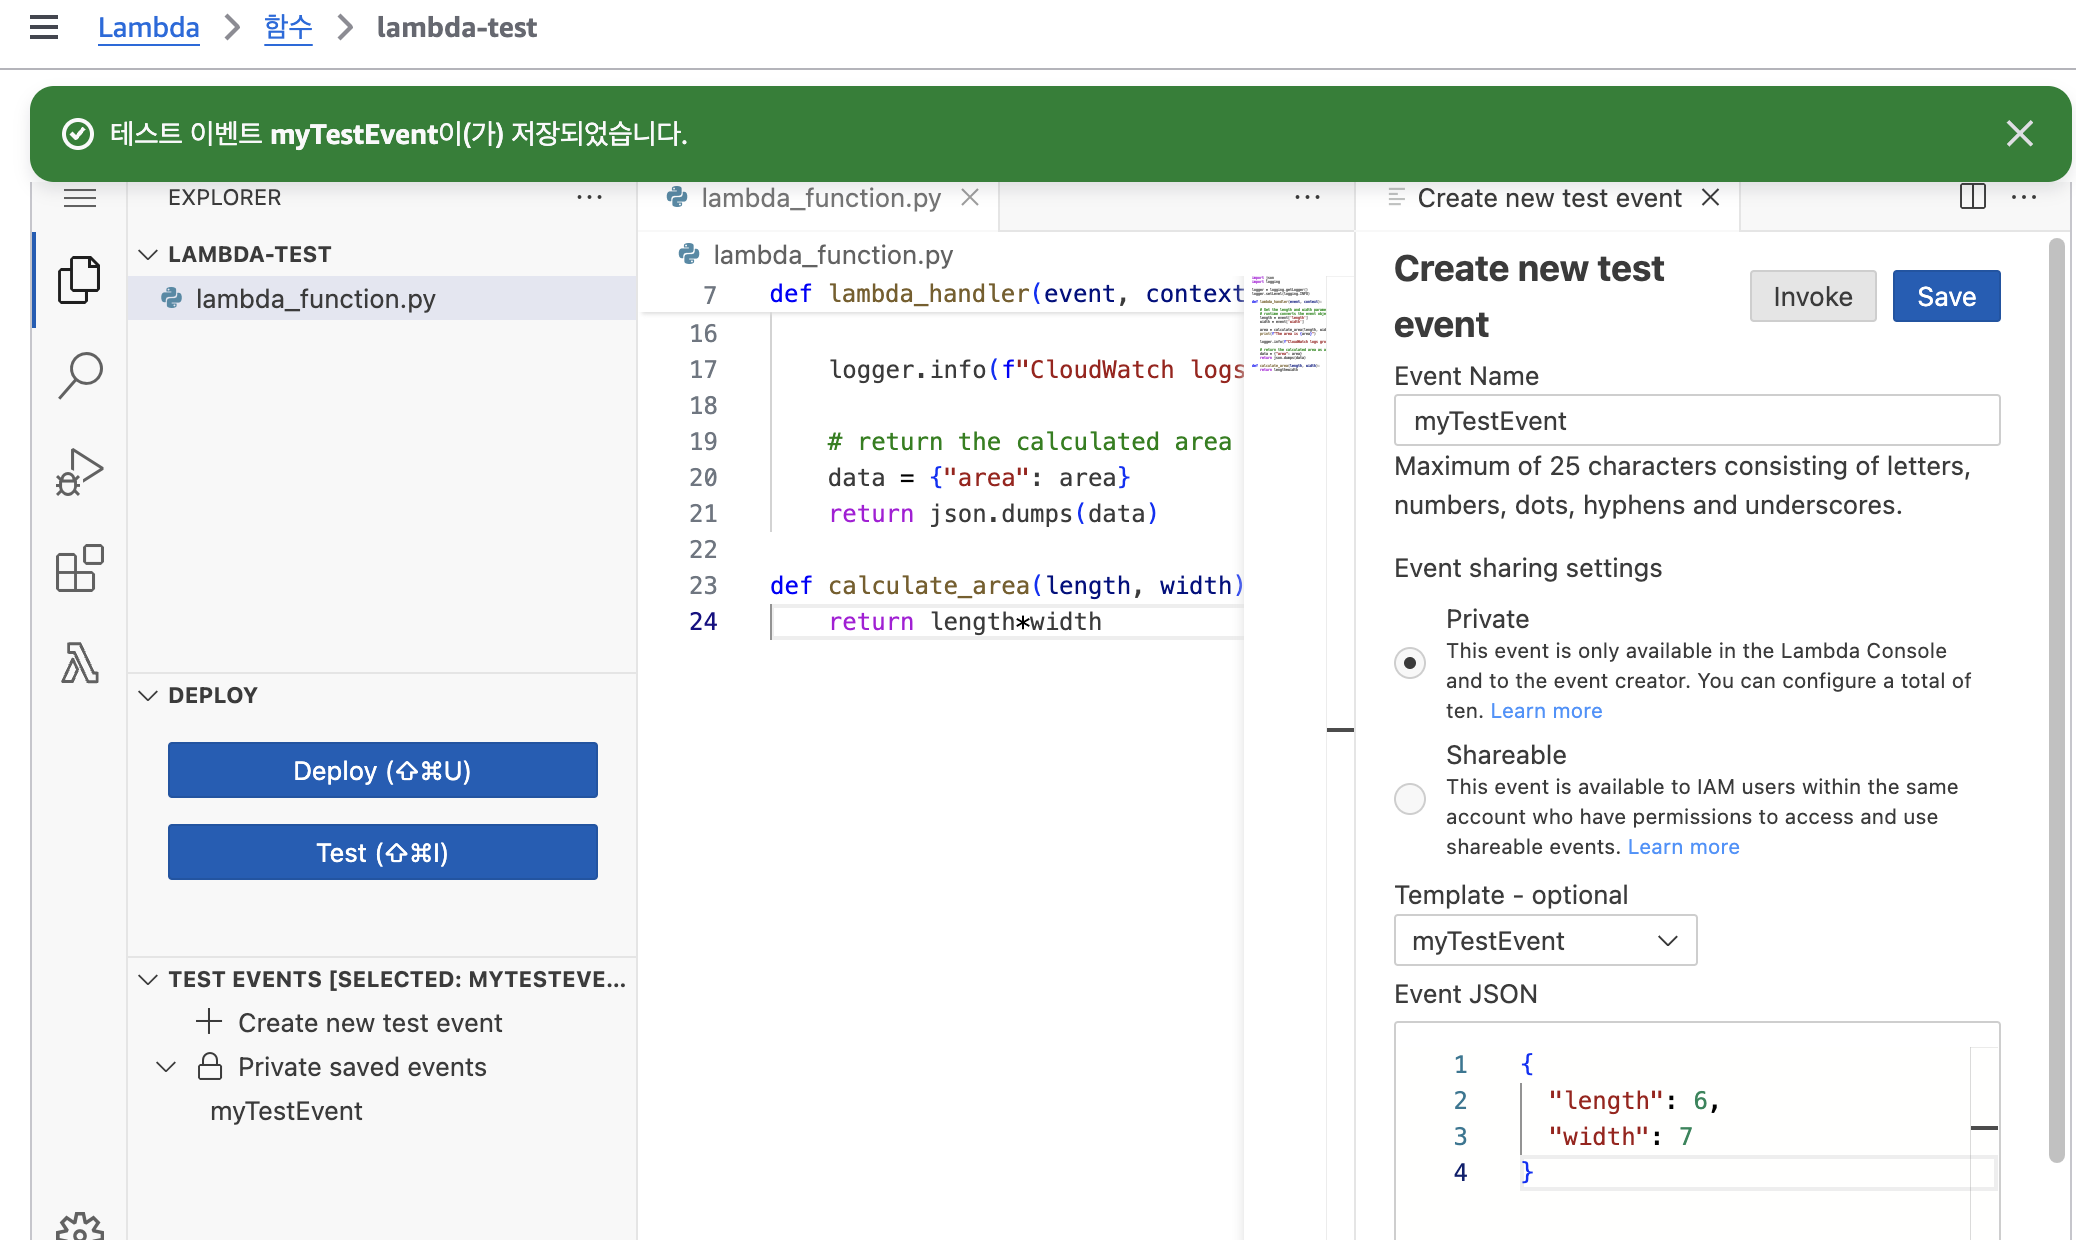 Lambda > 함수 > lambda-test
테스트 이벤트 myTestEvent이(가) 저장되었습니다.
EXPLORER
LAMBDA-TEST
lambda_function.py
DEPLOY
Deploy (⇧⌘U)
Test (⇧⌘I)
TEST EVENTS [SELECTED: MYTESTEVE...
Create new test event
Private saved events
myTestEvent
lambda_function.py
lambda_function.py
7 def lambda_handler(event, context
16
17 logger.info(f"CloudWatch logs
18
19 # return the calculated area
20 data = {"area": area}
21 return json.dumps(data)
22
23 def calculate_area(length, width)
24 return length*width
Create new test event
Create new test
event
Invoke
Save
Event Name
myTestEvent
Maximum of 25 characters consisting of letters,
numbers, dots, hyphens and underscores.
Event sharing settings
Private
This event is only available in the Lambda Console
and to the event creator. You can configure a total of
ten. Learn more
Shareable
This event is available to IAM users within the same
account who have permissions to access and use
shareable events. Learn more
Template - optional
myTestEvent
Event JSON
1 {
2 "length": 6,
3 "width": 7
4 }